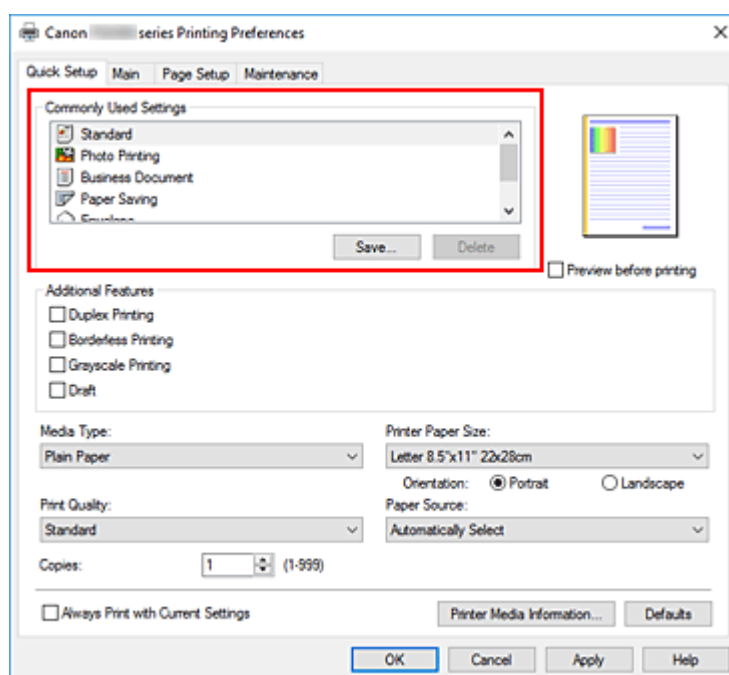 Canon series Printing Preferences
Quick Setup Main Page Setup Maintenance
Commonly Used Settings
Standard
Photo Printing
Business Document
Paper Saving
Envelope
Save... Delete
Preview before printing
Additional Features
Duplex Printing
Borderless Printing
Grayscale Printing
Draft
Media Type: Printer Paper Size:
Plain Paper Letter 8.5"x11" 22x28cm
Orientation: Portrait Landscape
Print Quality: Paper Source:
Standard Automatically Select
Copies: 1 (1-999)
Always Print with Current Settings Printer Media Information... Defaults
OK Cancel Apply Help